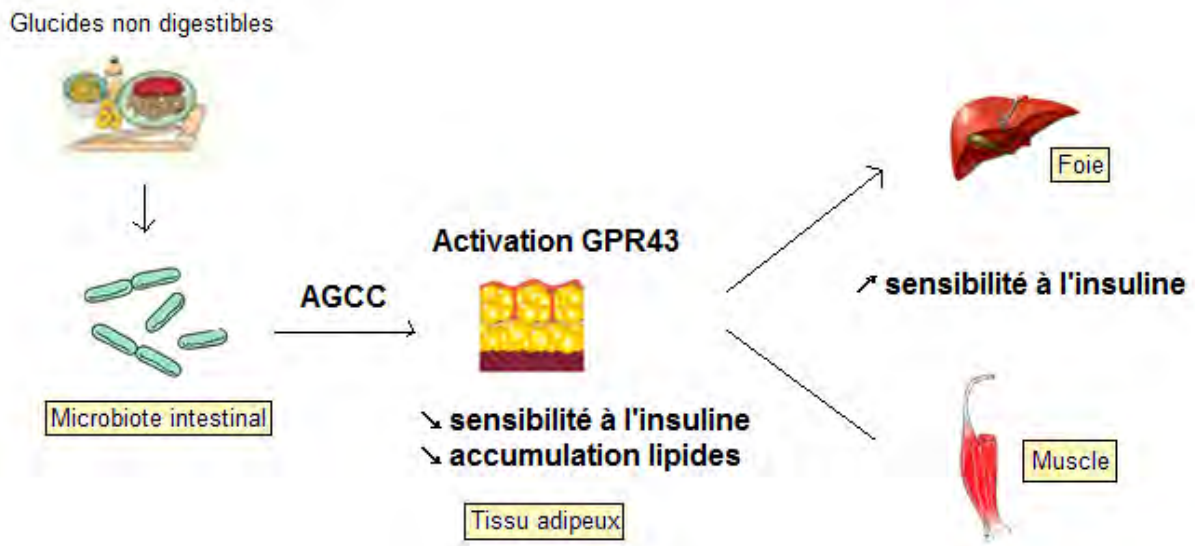 Glucides non digestibles
Microbiote intestinal
AGCC
Activation GPR43
↘ sensibilité à l'insuline
↘ accumulation lipides
Tissu adipeux
Foie
↗ sensibilité à l'insuline
Muscle